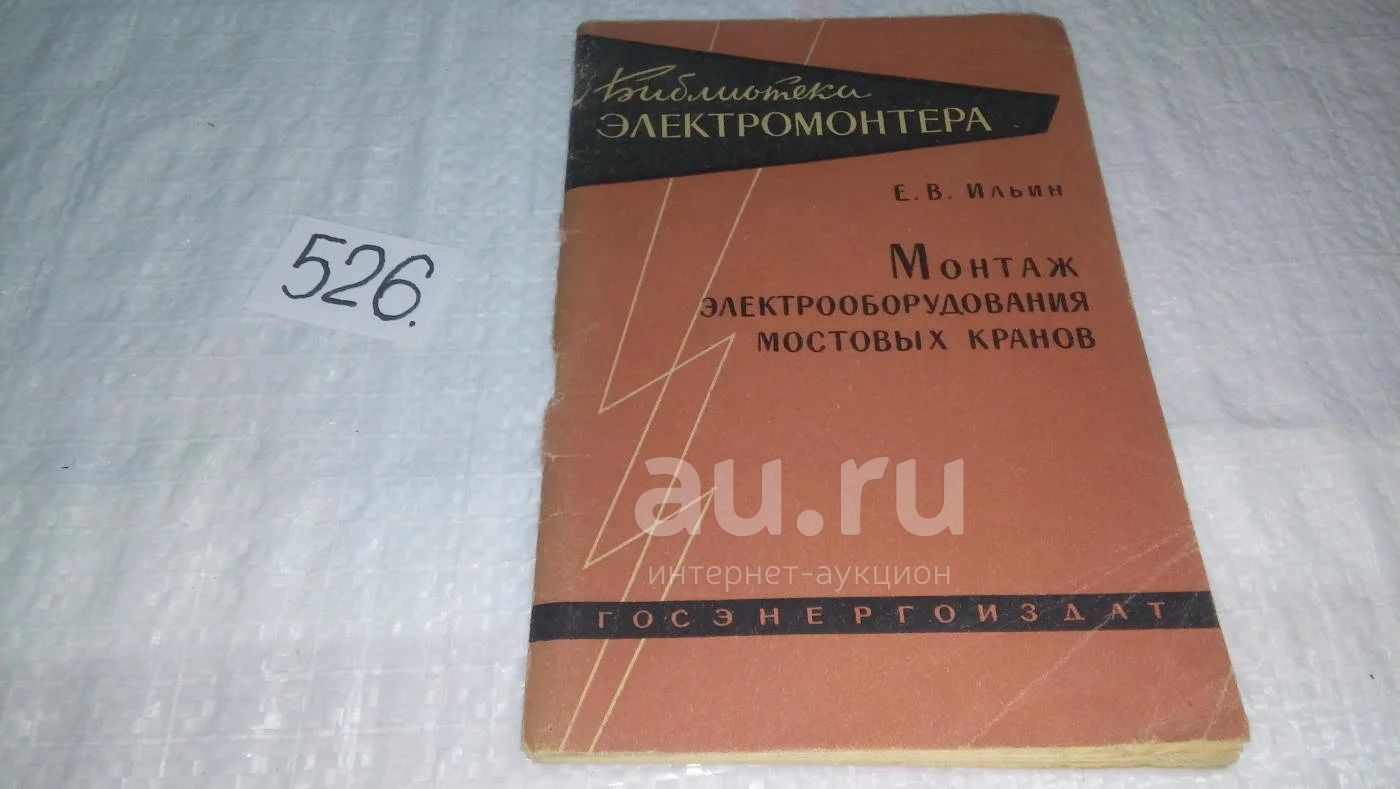 Библиотека
ЭЛЕКТРОМОНТЕРА
Е. В. Ильин
Монтаж
электрооборудования
мостовых кранов
526.
au.ru
интернет-аукцион
ГОСЭНЕРГОИЗДАТ